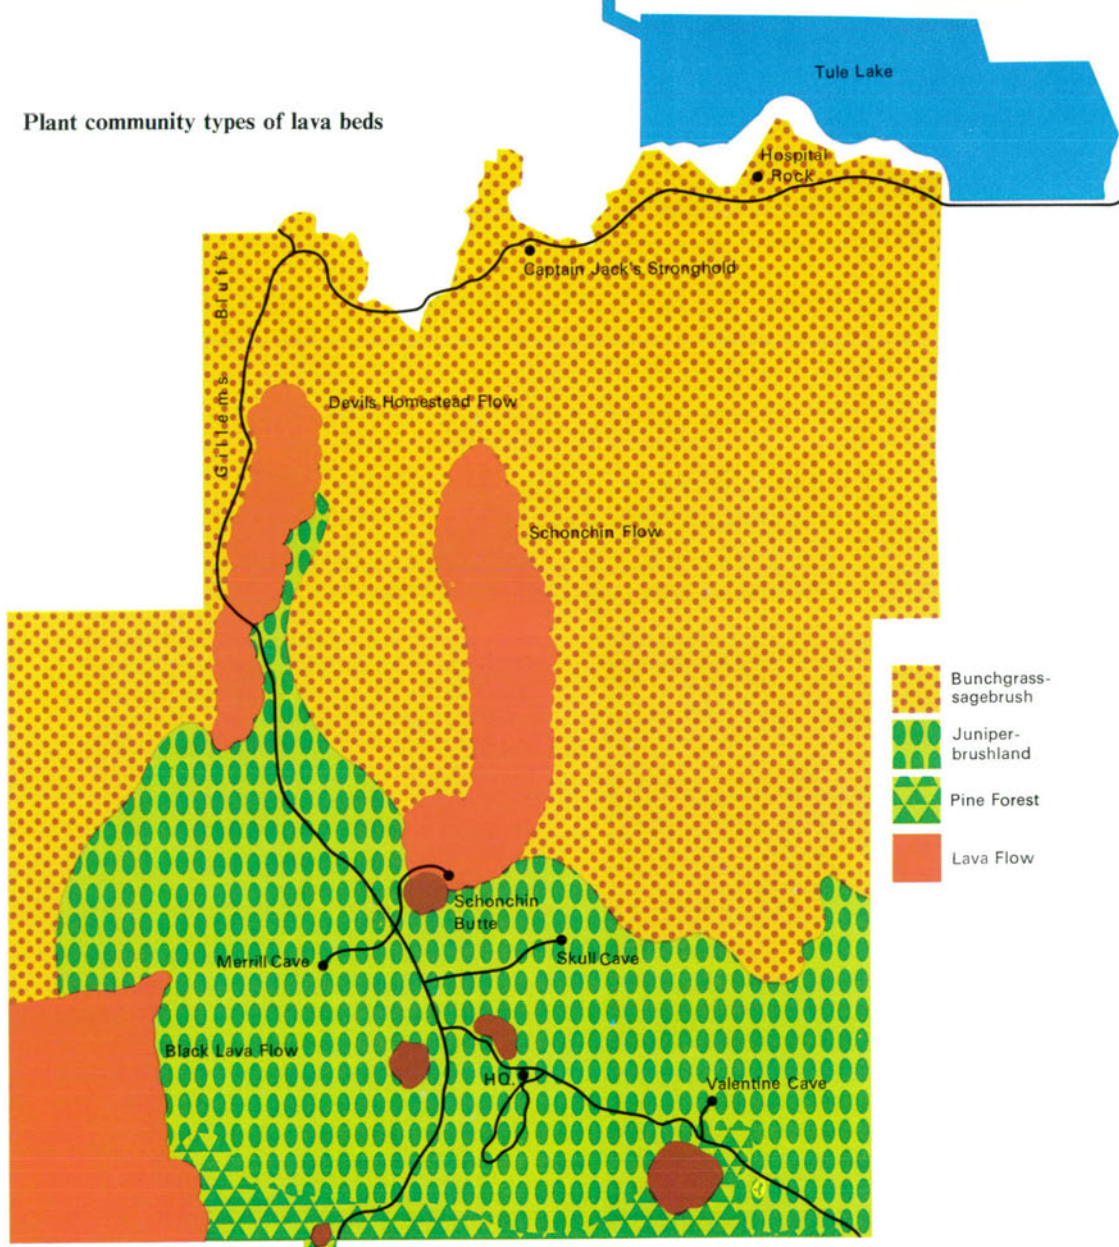 Tule Lake
Plant community types of lava beds
Hospital
Rock
Captain Jack's Stronghold
Gillems Bluff
Devils Homestead Flow
Schonchin Flow
Bunchgrass-
sagebrush
Juniper-
brushland
Pine Forest
Lava Flow
Schonchin
Butte
Merrill Cave
Skull Cave
Black Lava Flow
HQ.
Valentine Cave